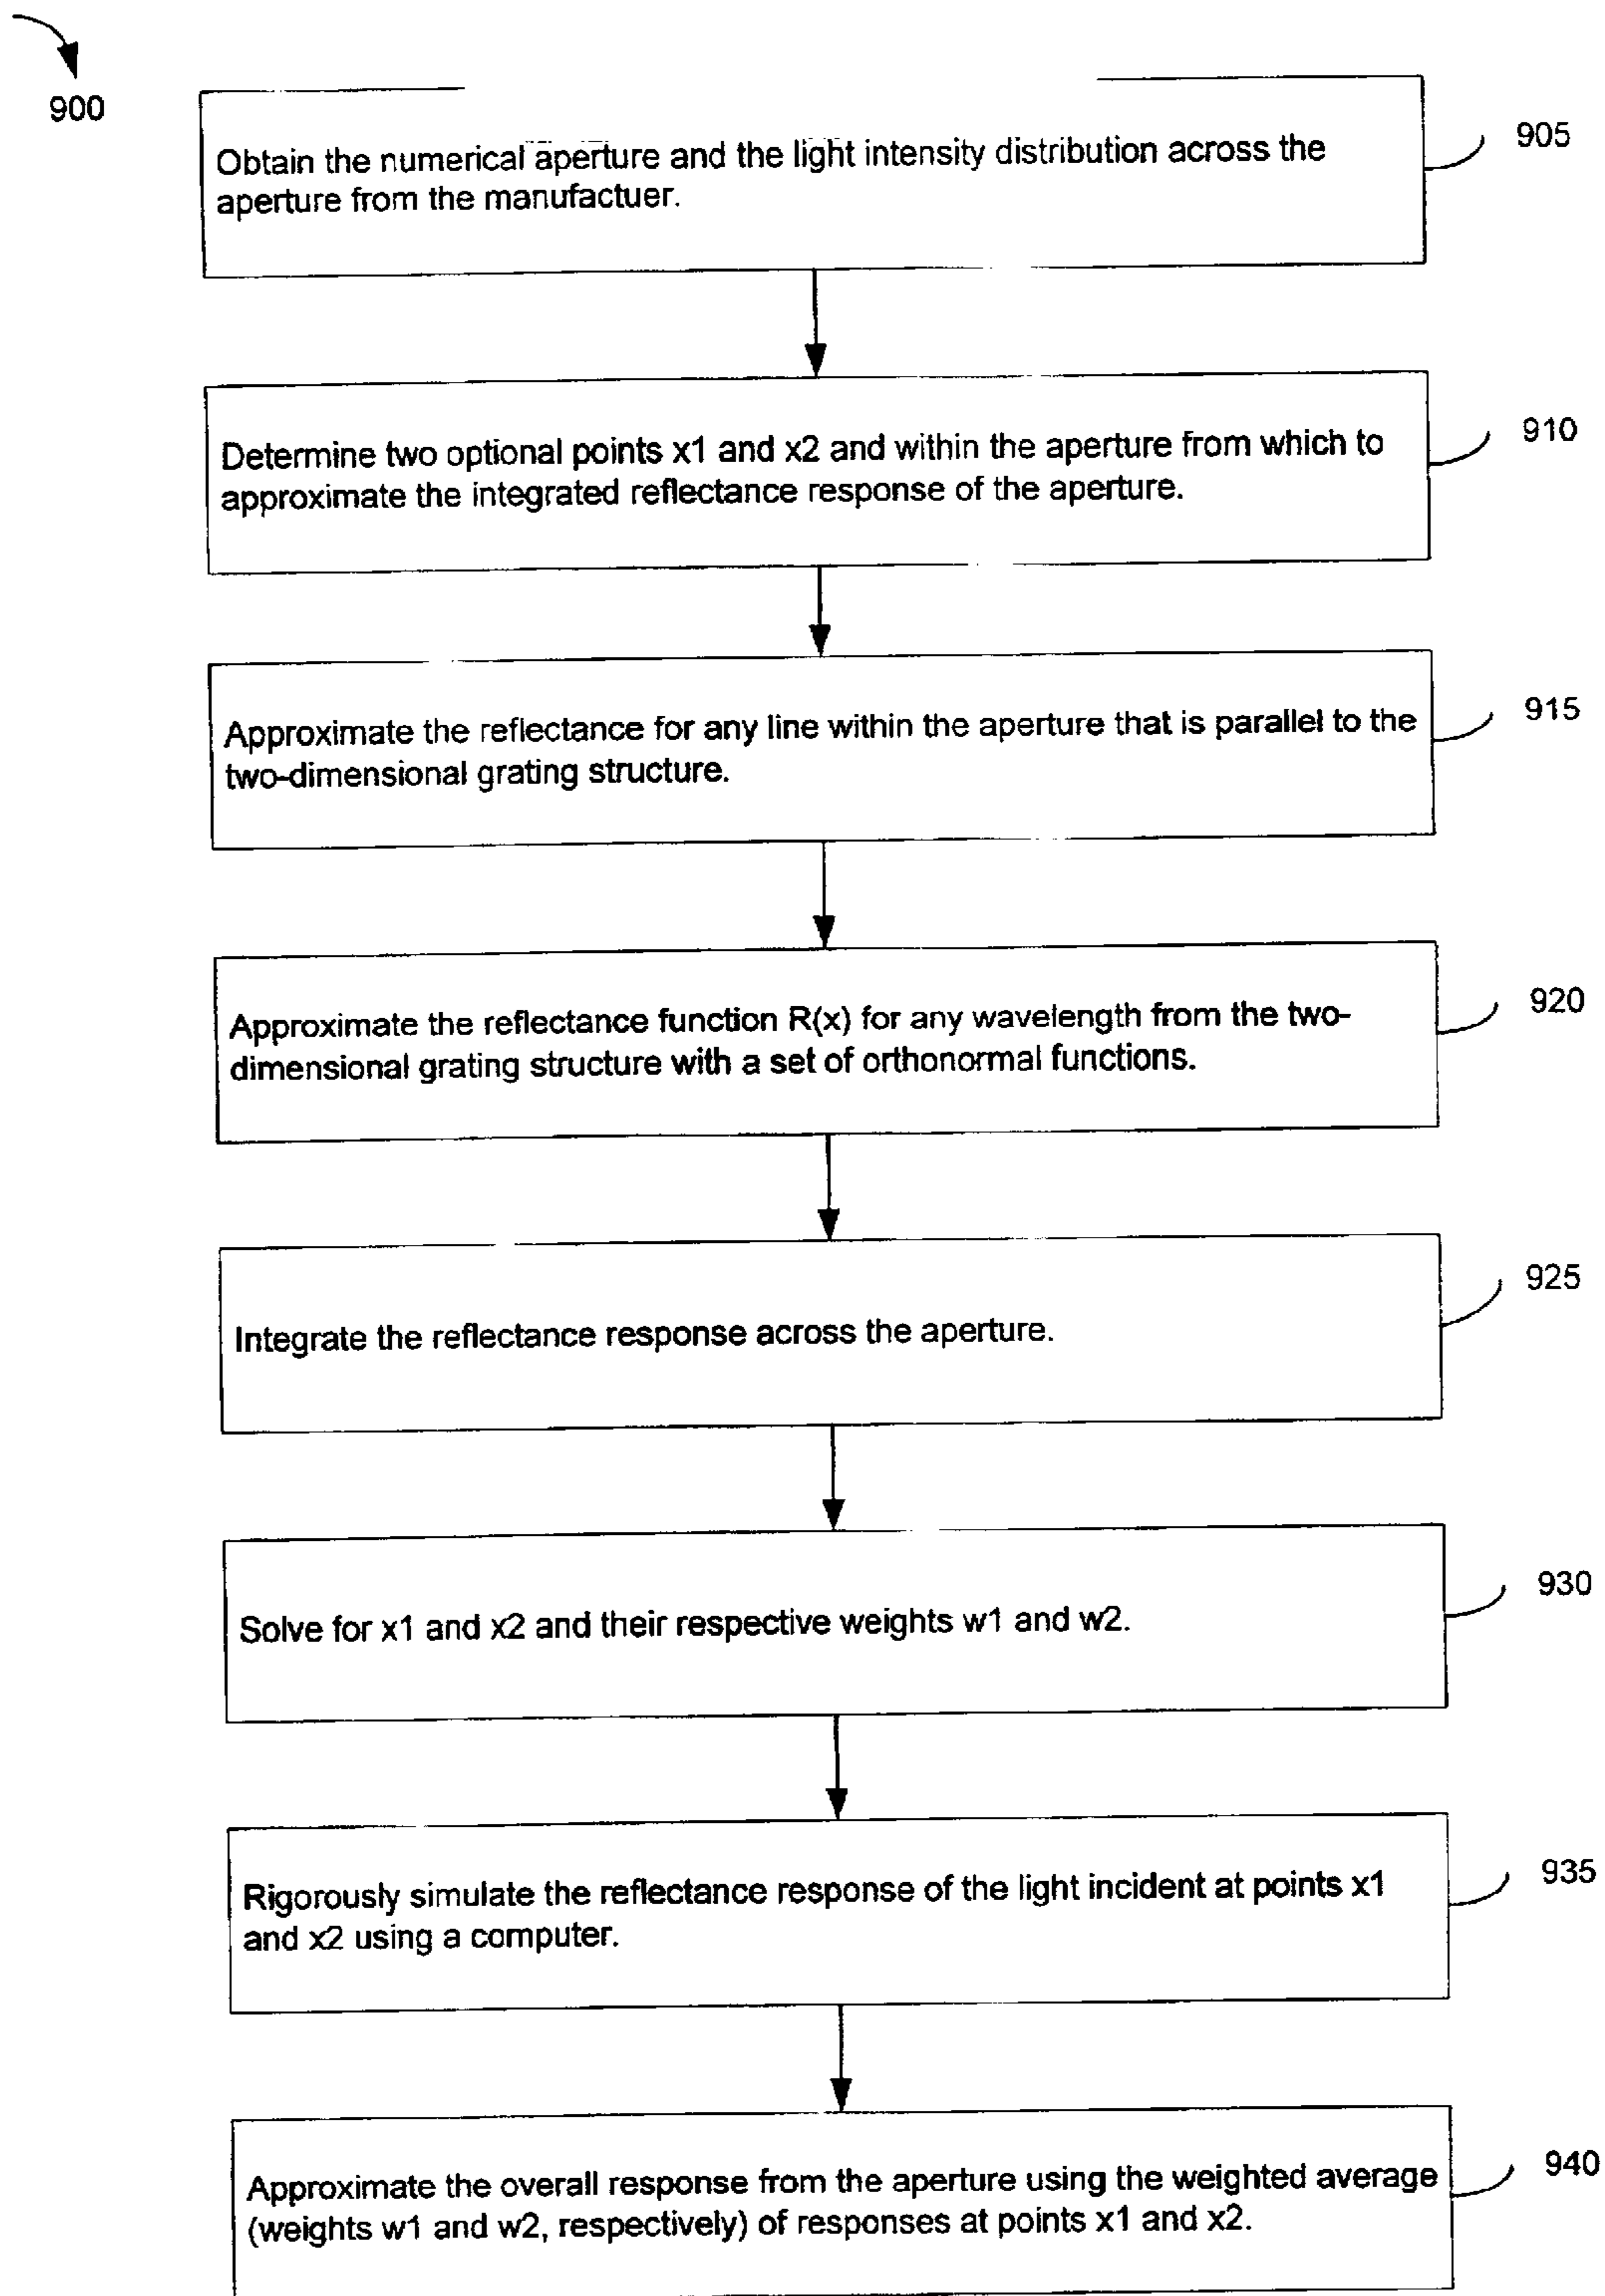 900
Obtain the numerical aperture and the light intensity distribution across the
aperture from the manufactuer.
905
Determine two optional points x1 and x2 and within the aperture from which to
approximate the integrated reflectance response of the aperture.
910
Approximate the reflectance for any line within the aperture that is parallel to the
two-dimensional grating structure.
915
Approximate the reflectance function R(x) for any wavelength from the two-
dimensional grating structure with a set of orthonormal functions.
920
Integrate the reflectance response across the aperture.
925
Solve for x1 and x2 and their respective weights w1 and w2.
930
Rigorously simulate the reflectance response of the light incident at points x1
and x2 using a computer.
935
Approximate the overall response from the aperture using the weighted average
(weights w1 and w2, respectively) of responses at points x1 and x2.
940